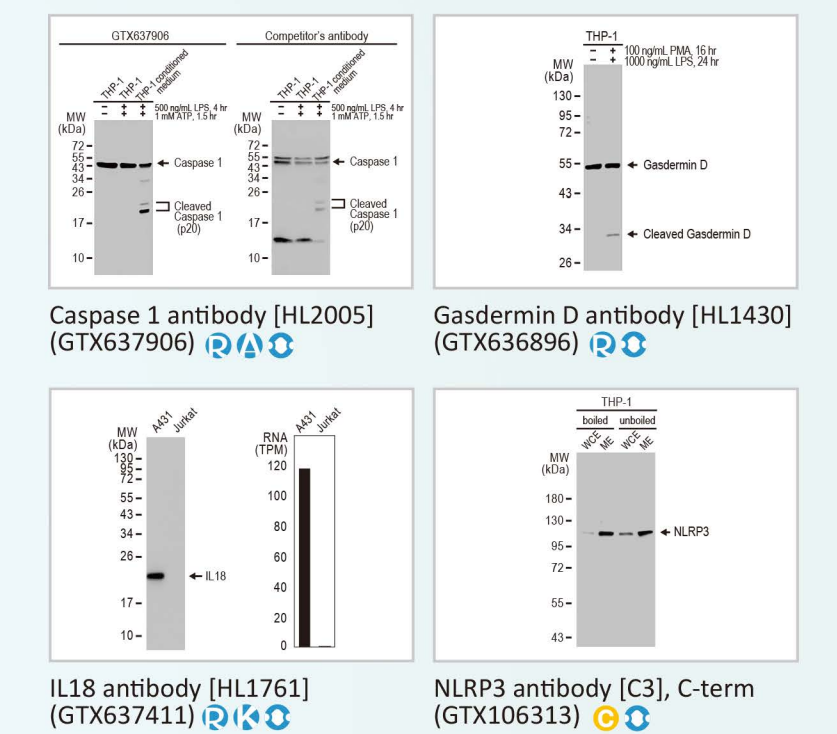 GTX637906
Competitor's antibody
THP-1
THP-1
THP-1 conditioned
medium
THP-1
THP-1
THP-1 conditioned
medium
- + + 500 ng/mL LPS, 4 hr
- + + 1 mM ATP, 1.5 hr
- + + 500 ng/mL LPS, 4 hr
- + + 1 mM ATP, 1.5 hr
MW
(kDa)
72
55
43
34
26
17
10
Caspase 1
Cleaved
Caspase 1
(p20)
MW
(kDa)
72
55
43
34
26
17
10
Caspase 1
Cleaved
Caspase 1
(p20)
THP-1
- + 100 ng/mL PMA, 16 hr
- + 1000 ng/mL LPS, 24 hr
MW
(kDa)
130
95
72
55
43
34
26
Gasdermin D
Cleaved Gasdermin D
Caspase 1 antibody [HL2005]
(GTX637906) R A
Gasdermin D antibody [HL1430]
(GTX636896) R
A431
Jurkat
MW
(kDa)
130
95
72
55
43
34
26
17
10
IL18
A431
Jurkat
RNA
(TPM)
120
100
80
60
40
20
0
THP-1
boiled unboiled
WCE
ME
WCE
ME
MW
(kDa)
180
130
95
72
55
43
NLRP3
IL18 antibody [HL1761]
(GTX637411) R K
NLRP3 antibody [C3], C-term
(GTX106313) C